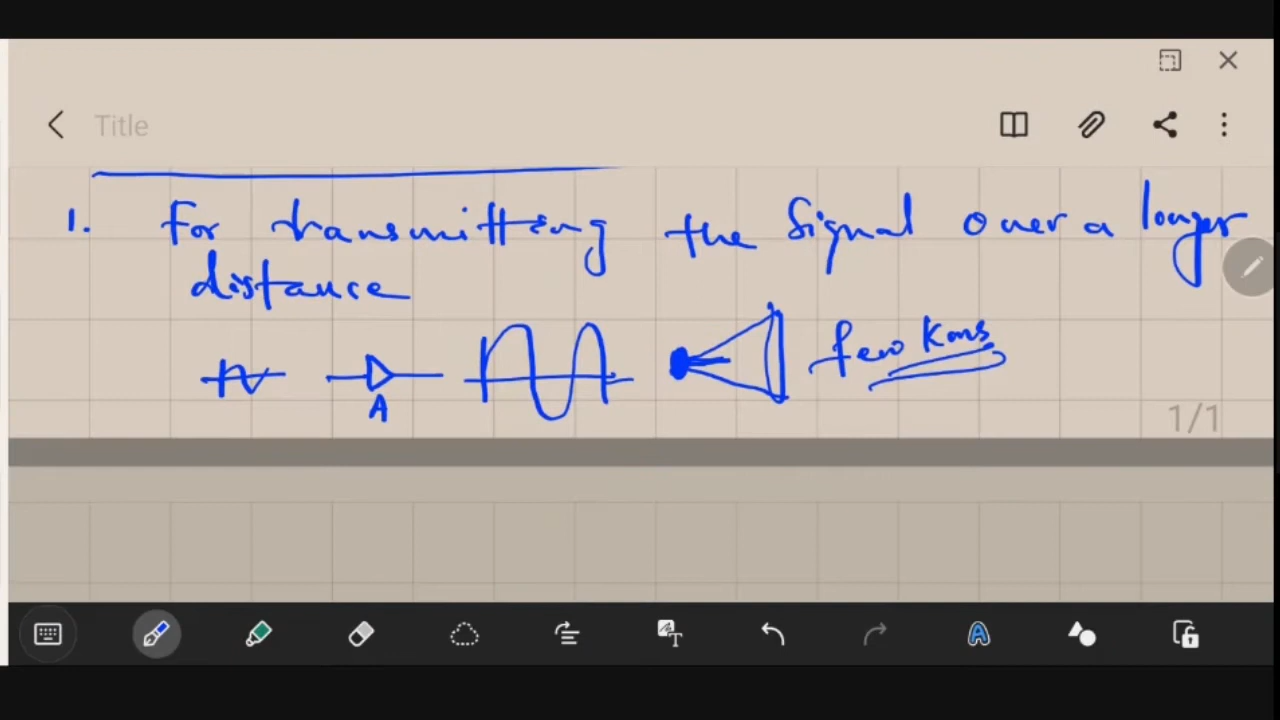 Title
1. For transmitting the signal over a longer
distance
few Kms
A
1/1